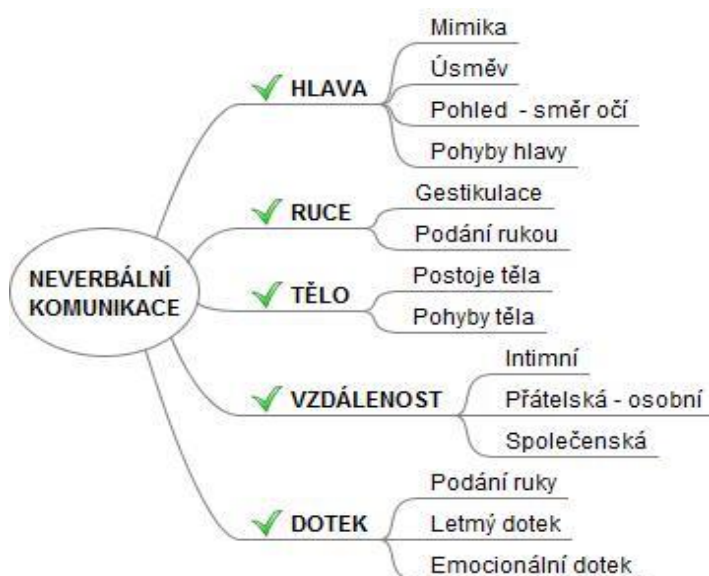 NEVERBÁLNÍ
KOMUNIKACE
HLAVA
Mimika
Úsměv
Pohled - směr očí
Pohyby hlavy
RUCE
Gestikulace
Podání rukou
TĚLO
Postoje těla
Pohyby těla
VZDÁLENOST
Intimní
Přátelská - osobní
Společenská
DOTEK
Podání ruky
Letmý dotek
Emocionální dotek